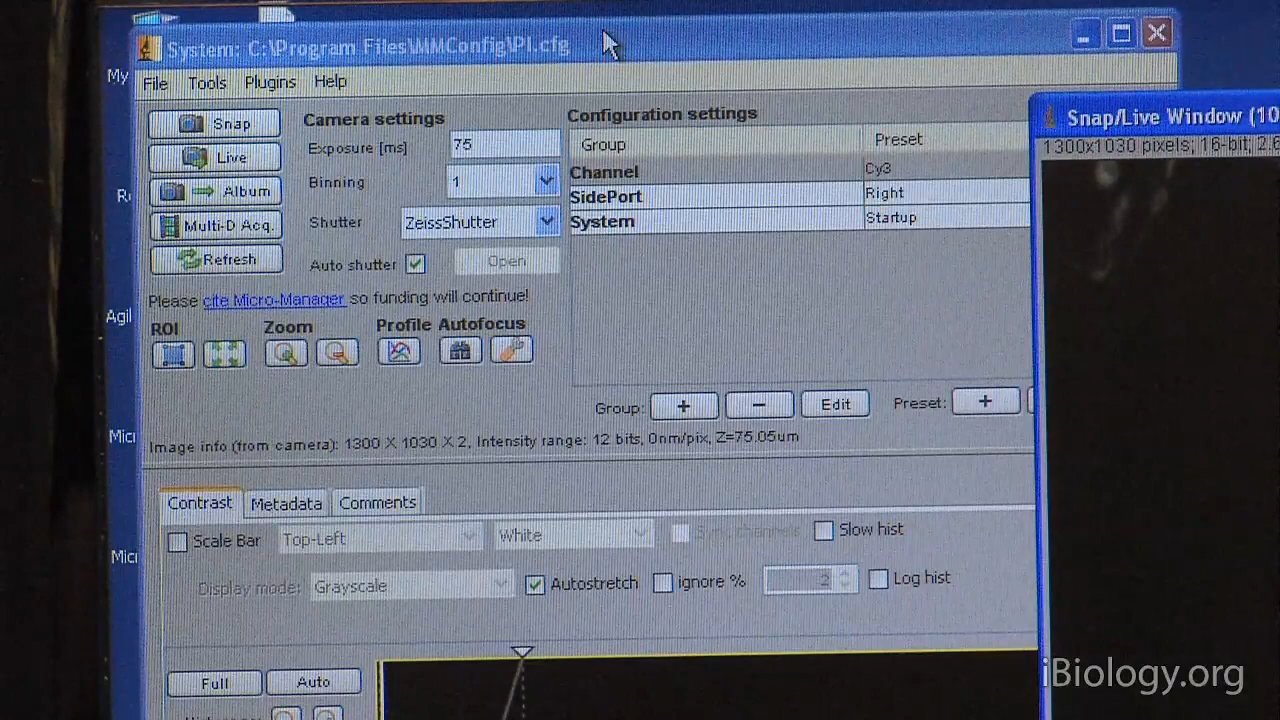 System: C:\Program Files\MMConfig\PI.cfg
My
File Tools Plugins Help
Snap
Camera settings
Configuration settings
Snap/Live Window (10
Exposure [ms] 75
Group Preset
1300x1030 pixels; 16-bit; 2.6
Live
Channel Cy3
Binning 1
Album
SidePort Right
Multi-D Acq.
Shutter ZeissShutter
System Startup
Refresh
Auto shutter Open
Please cite Micro-Manager so funding will continue!
Agil
ROI Zoom Profile Autofocus
Group: + - Edit Preset: +
Image info (from camera): 1300 X 1030 X 2, Intensity range: 12 bits, 0nm/pix, Z=75.05um
Micr
Contrast Metadata Comments
Scale Bar Top-Left White Sync channels Slow hist
Micr
Display mode: Grayscale Autostretch ignore % 2 Log hist
Full Auto
iBiology.org